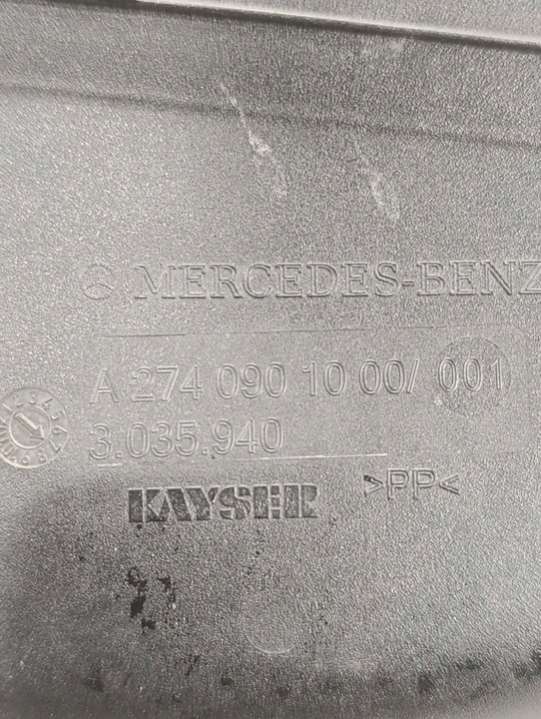 MERCEDES-BENZ
A 274 090 10 00/ 001
3.035.940
KAYSER >PP<